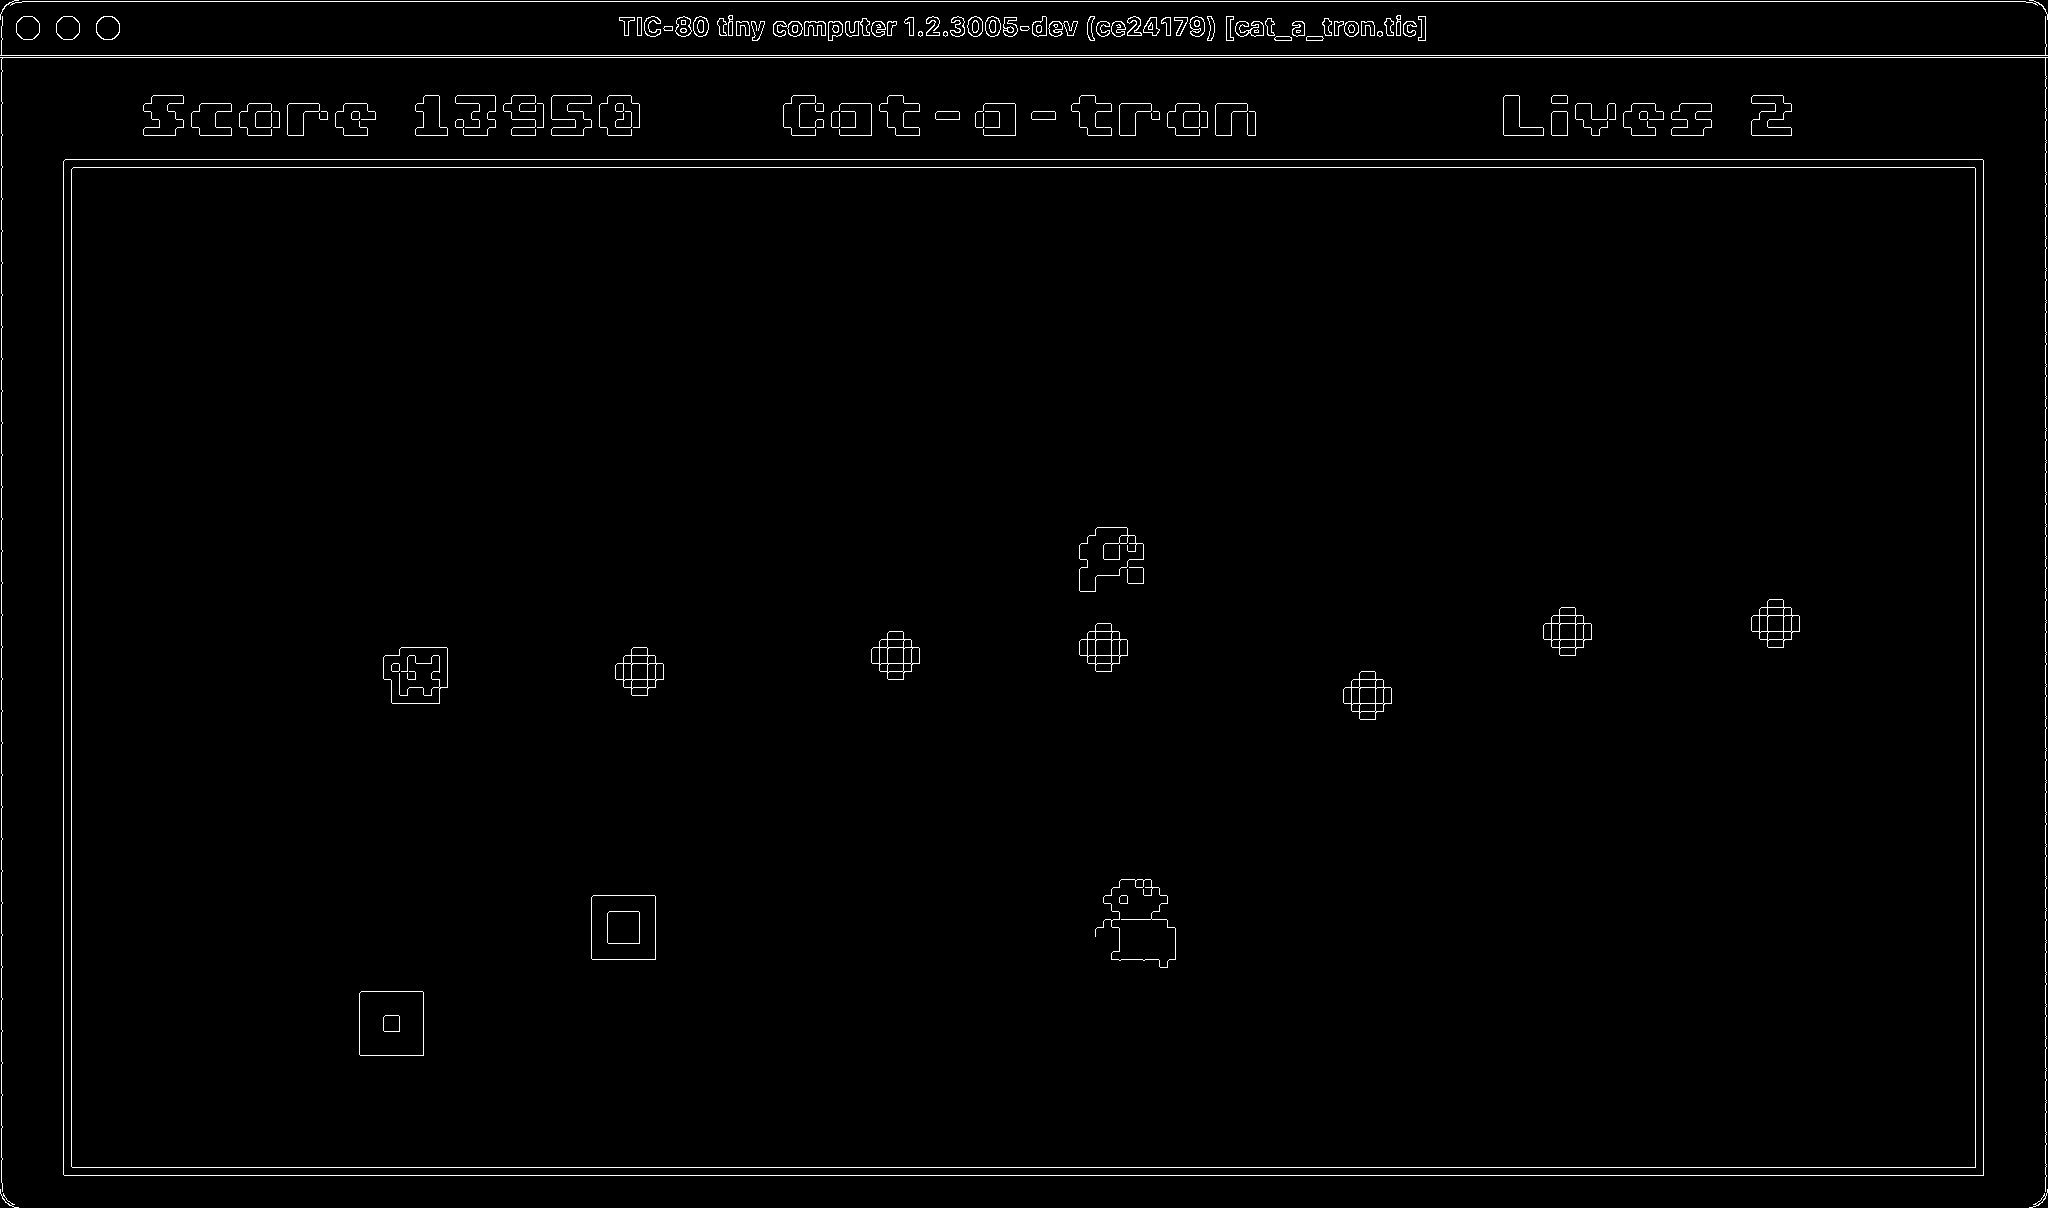 TIC-80 tiny computer 1.2.3005-dev (ce24179) [cat_a_tron.tic]
Score 13950 Cat-a-tron Lives 2